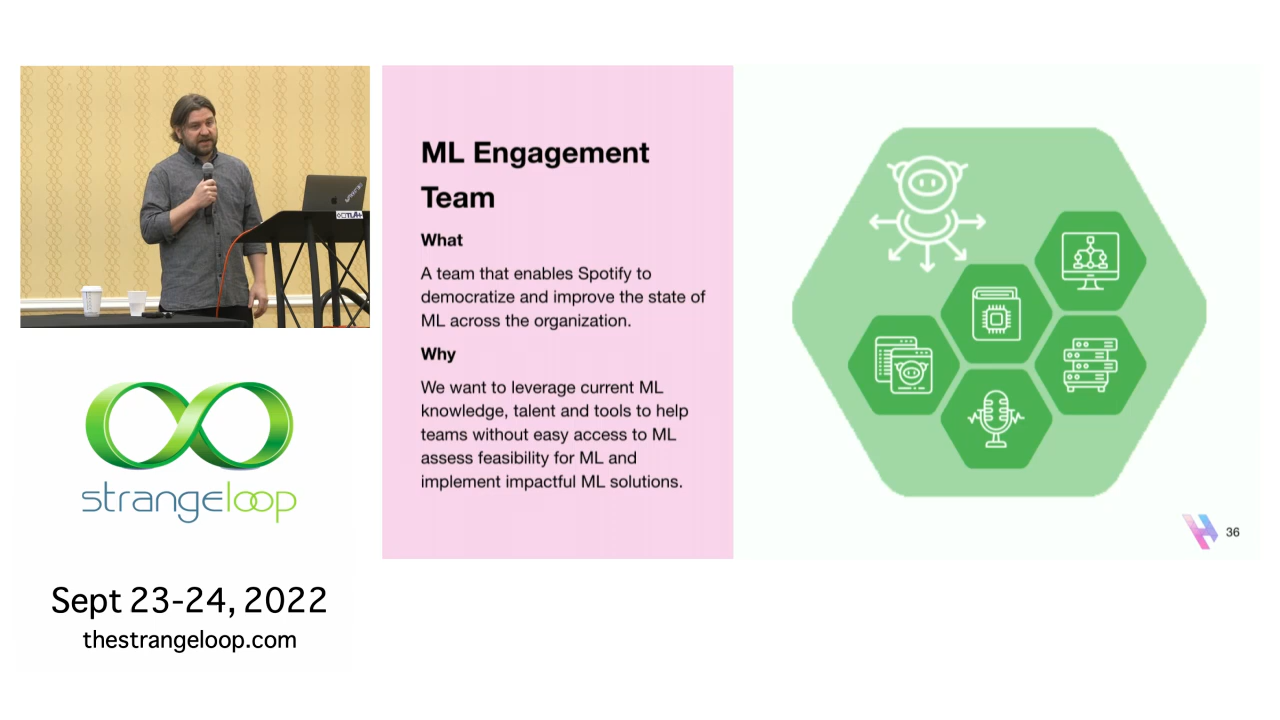 ML Engagement
Team
What
A team that enables Spotify to
democratize and improve the state of
ML across the organization.
Why
We want to leverage current ML
knowledge, talent and tools to help
teams without easy access to ML
assess feasibility for ML and
implement impactful ML solutions.
36
strangeloop
Sept 23-24, 2022
thestrangeloop.com